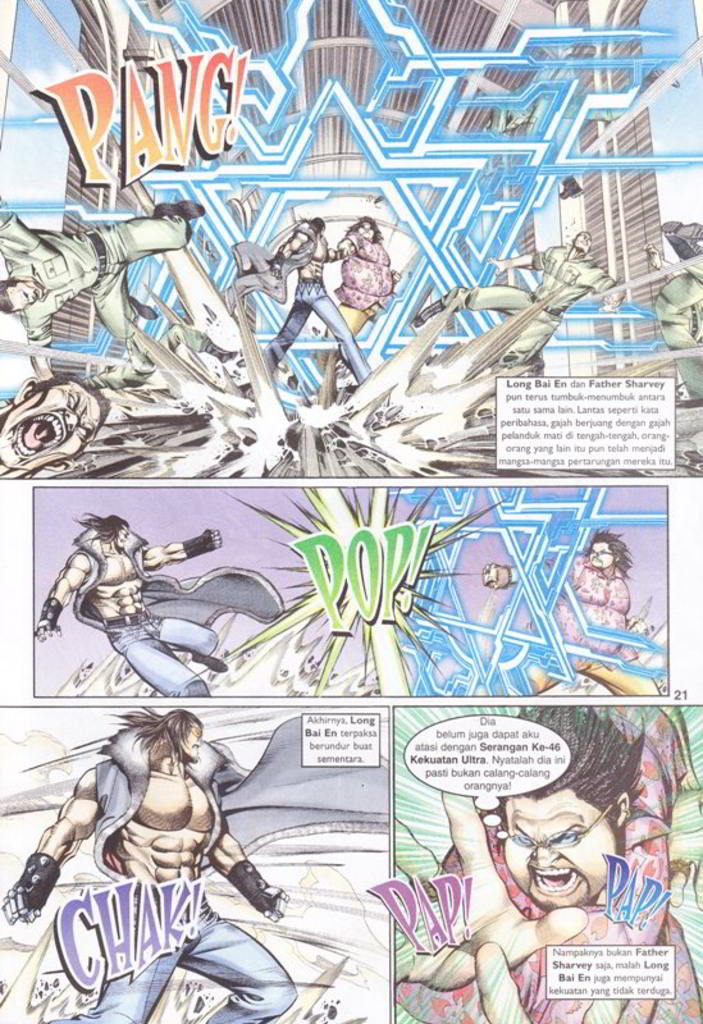 PANG!
Long Bai En dan Father Sharvey
pun tumbuk-menumbuk antara
satu sama lain. Lantas seperti kata
peribahasa, gajah berjuang dengan gajah
pelanduk mati di tengah-tengah, orang-
orang yang lain itu pun telah menjadi
mangsa-mangsa pertarungan mereka itu.
POP!
21
Akhirnya, Long
Bai En terpaksa
berundur buat
sementara.
CHAK!
Dia
belum juga dapat aku
atasi dengan Serangan Ke-46
Kekuatan Ultra. Nyatalah dia ini
pasti bukan calang-calang
orangnya!
PAP!
PAP!
Nampaknya bukan Father
Sharvey saja, malah Long
Bai En juga mempunyai
kekuatan yang tidak terduga.